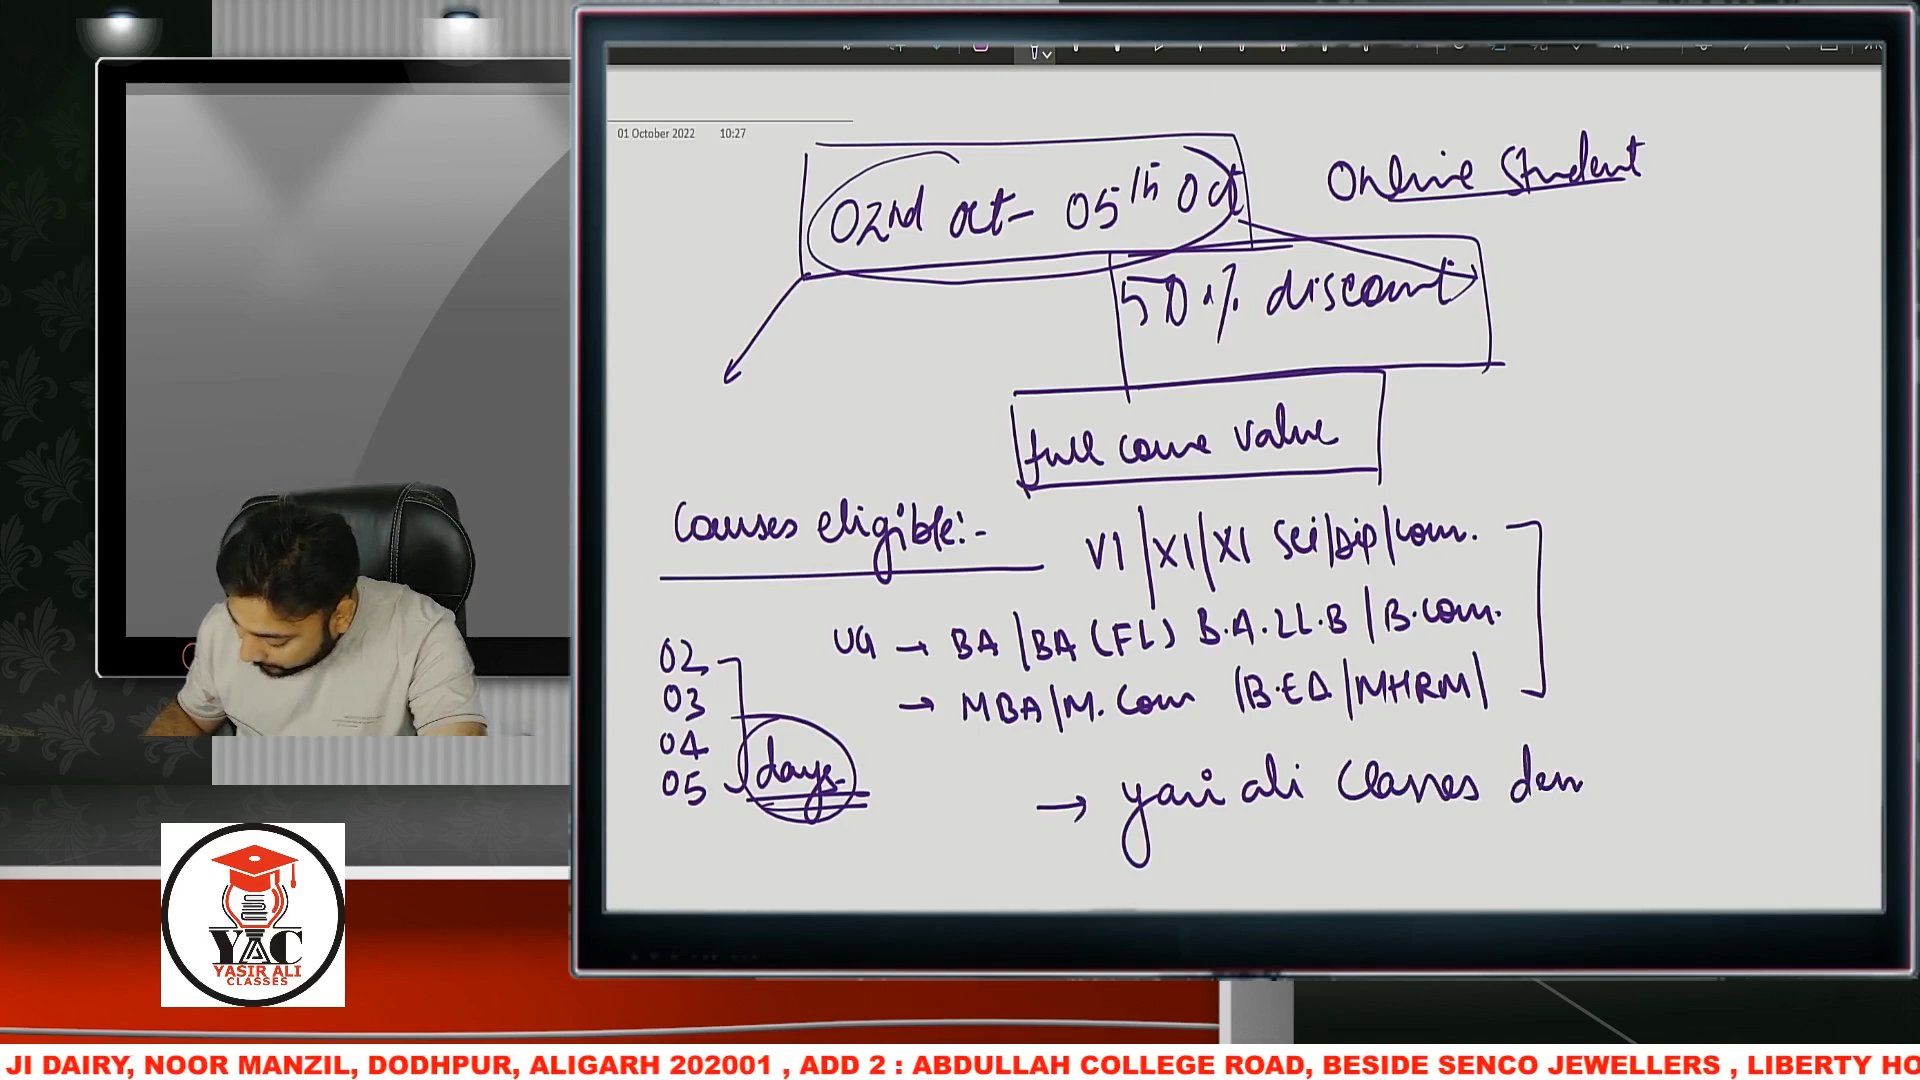 01 October 2022 10:27
02nd oct - 05th Oct
Online Student
50% discount
full course value
Courses eligible:-
VI | XI | XI Sci/Dip/Com.
UG → BA | BA (FL) B.A.LL.B | B.Com.
→ MBA | M.Com | B.ED | MHRM |
02
03
04
05
days
→ yasir ali Classes
YAC
YASIR ALI
CLASSES
JI DAIRY, NOOR MANZIL, DODHPUR, ALIGARH 202001 , ADD 2 : ABDULLAH COLLEGE ROAD, BESIDE SENCO JEWELLERS , LIBERTY HO